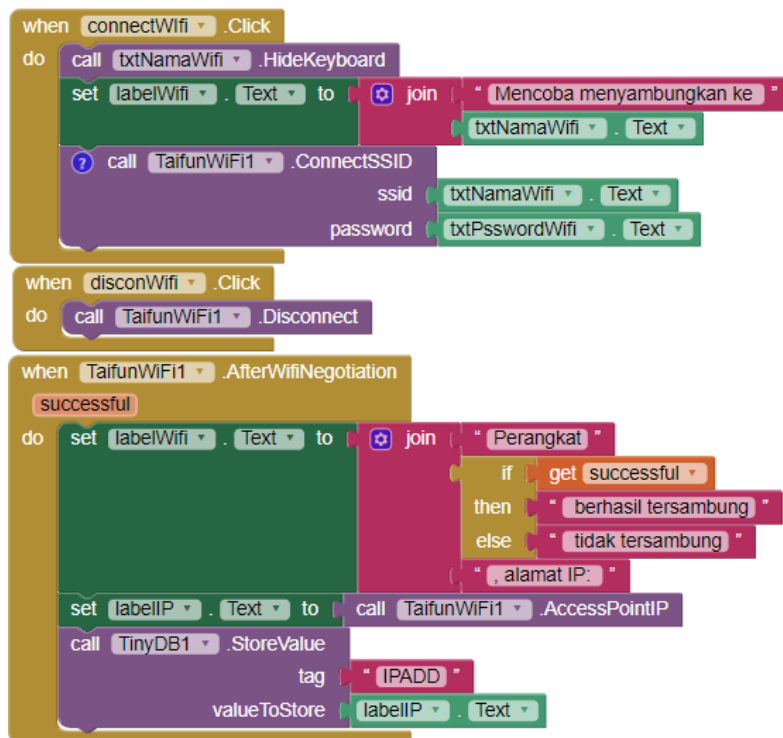 when connectWIfi .Click
do call txtNamaWifi .HideKeyboard
set labelWifi . Text to join " Mencoba menyambungkan ke "
txtNamaWifi . Text
? call TaifunWiFi1 .ConnectSSID
ssid txtNamaWifi . Text
password txtPsswordWifi . Text
when disconWifi .Click
do call TaifunWiFi1 .Disconnect
when TaifunWiFi1 .AfterWifiNegotiation
successful
do set labelWifi . Text to join " Perangkat "
if get successful
then " berhasil tersambung "
else " tidak tersambung "
" , alamat IP: "
set labelIP . Text to call TaifunWiFi1 .AccessPointIP
call TinyDB1 .StoreValue
tag " IPADD "
valueToStore labelIP . Text